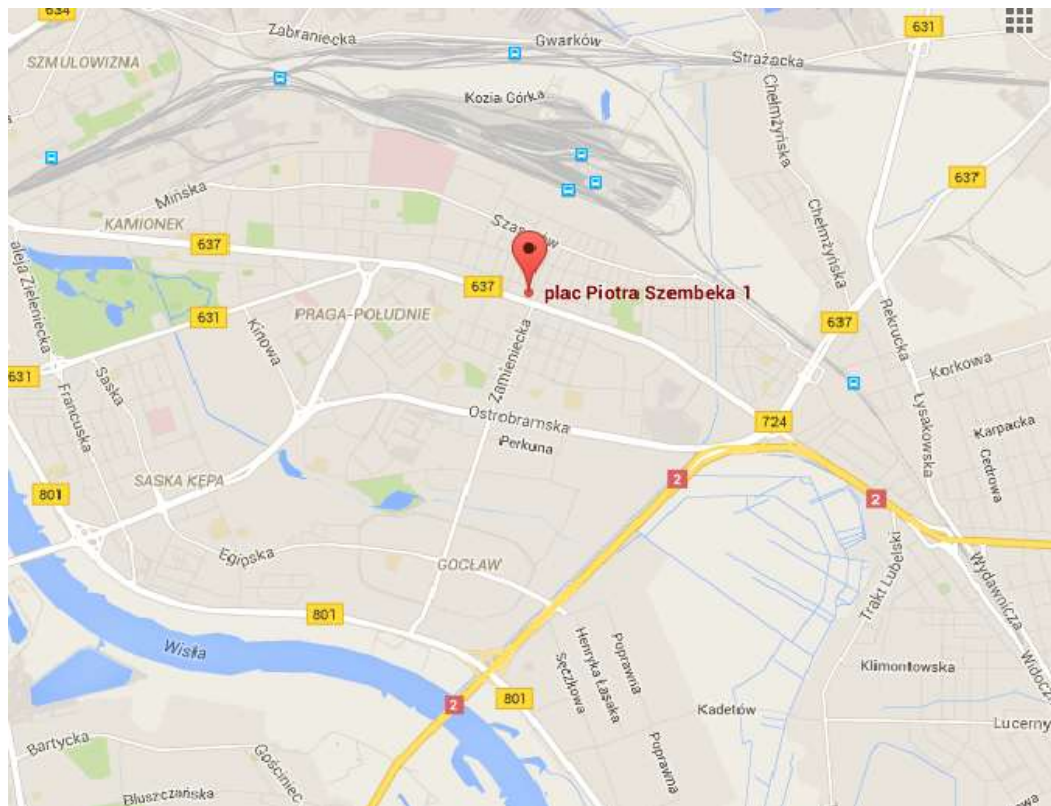 634
Zabraniecka
Gwarków
631
SZMULOWIZNA
Strażacka
Kozia Górka
Chełmżyńska
Mińska
637
KAMIONEK
Chełmżyńska
637
aleja Zieleniecka
637
plac Piotra Szembeka 1
631
PRAGA-POŁUDNIE
637
Rekrucka
Kinowa
Zamieniecka
Korkowa
631
Saska
Francuska
Ostrobramska
724
Łysakowska
Karpacka
Perkuna
Cedrowa
SASKA KĘPA
2
801
2
Egipska
GOCŁAW
Trakt Lubelski
Wydawnicza
801
Wisła
Henryka Łasaka
Poprawna
Sęczkowa
Klimontowska
801
2
Kadetów
Lucerny
Bartycka
Gościniec
Poprawna
Bluszczańska